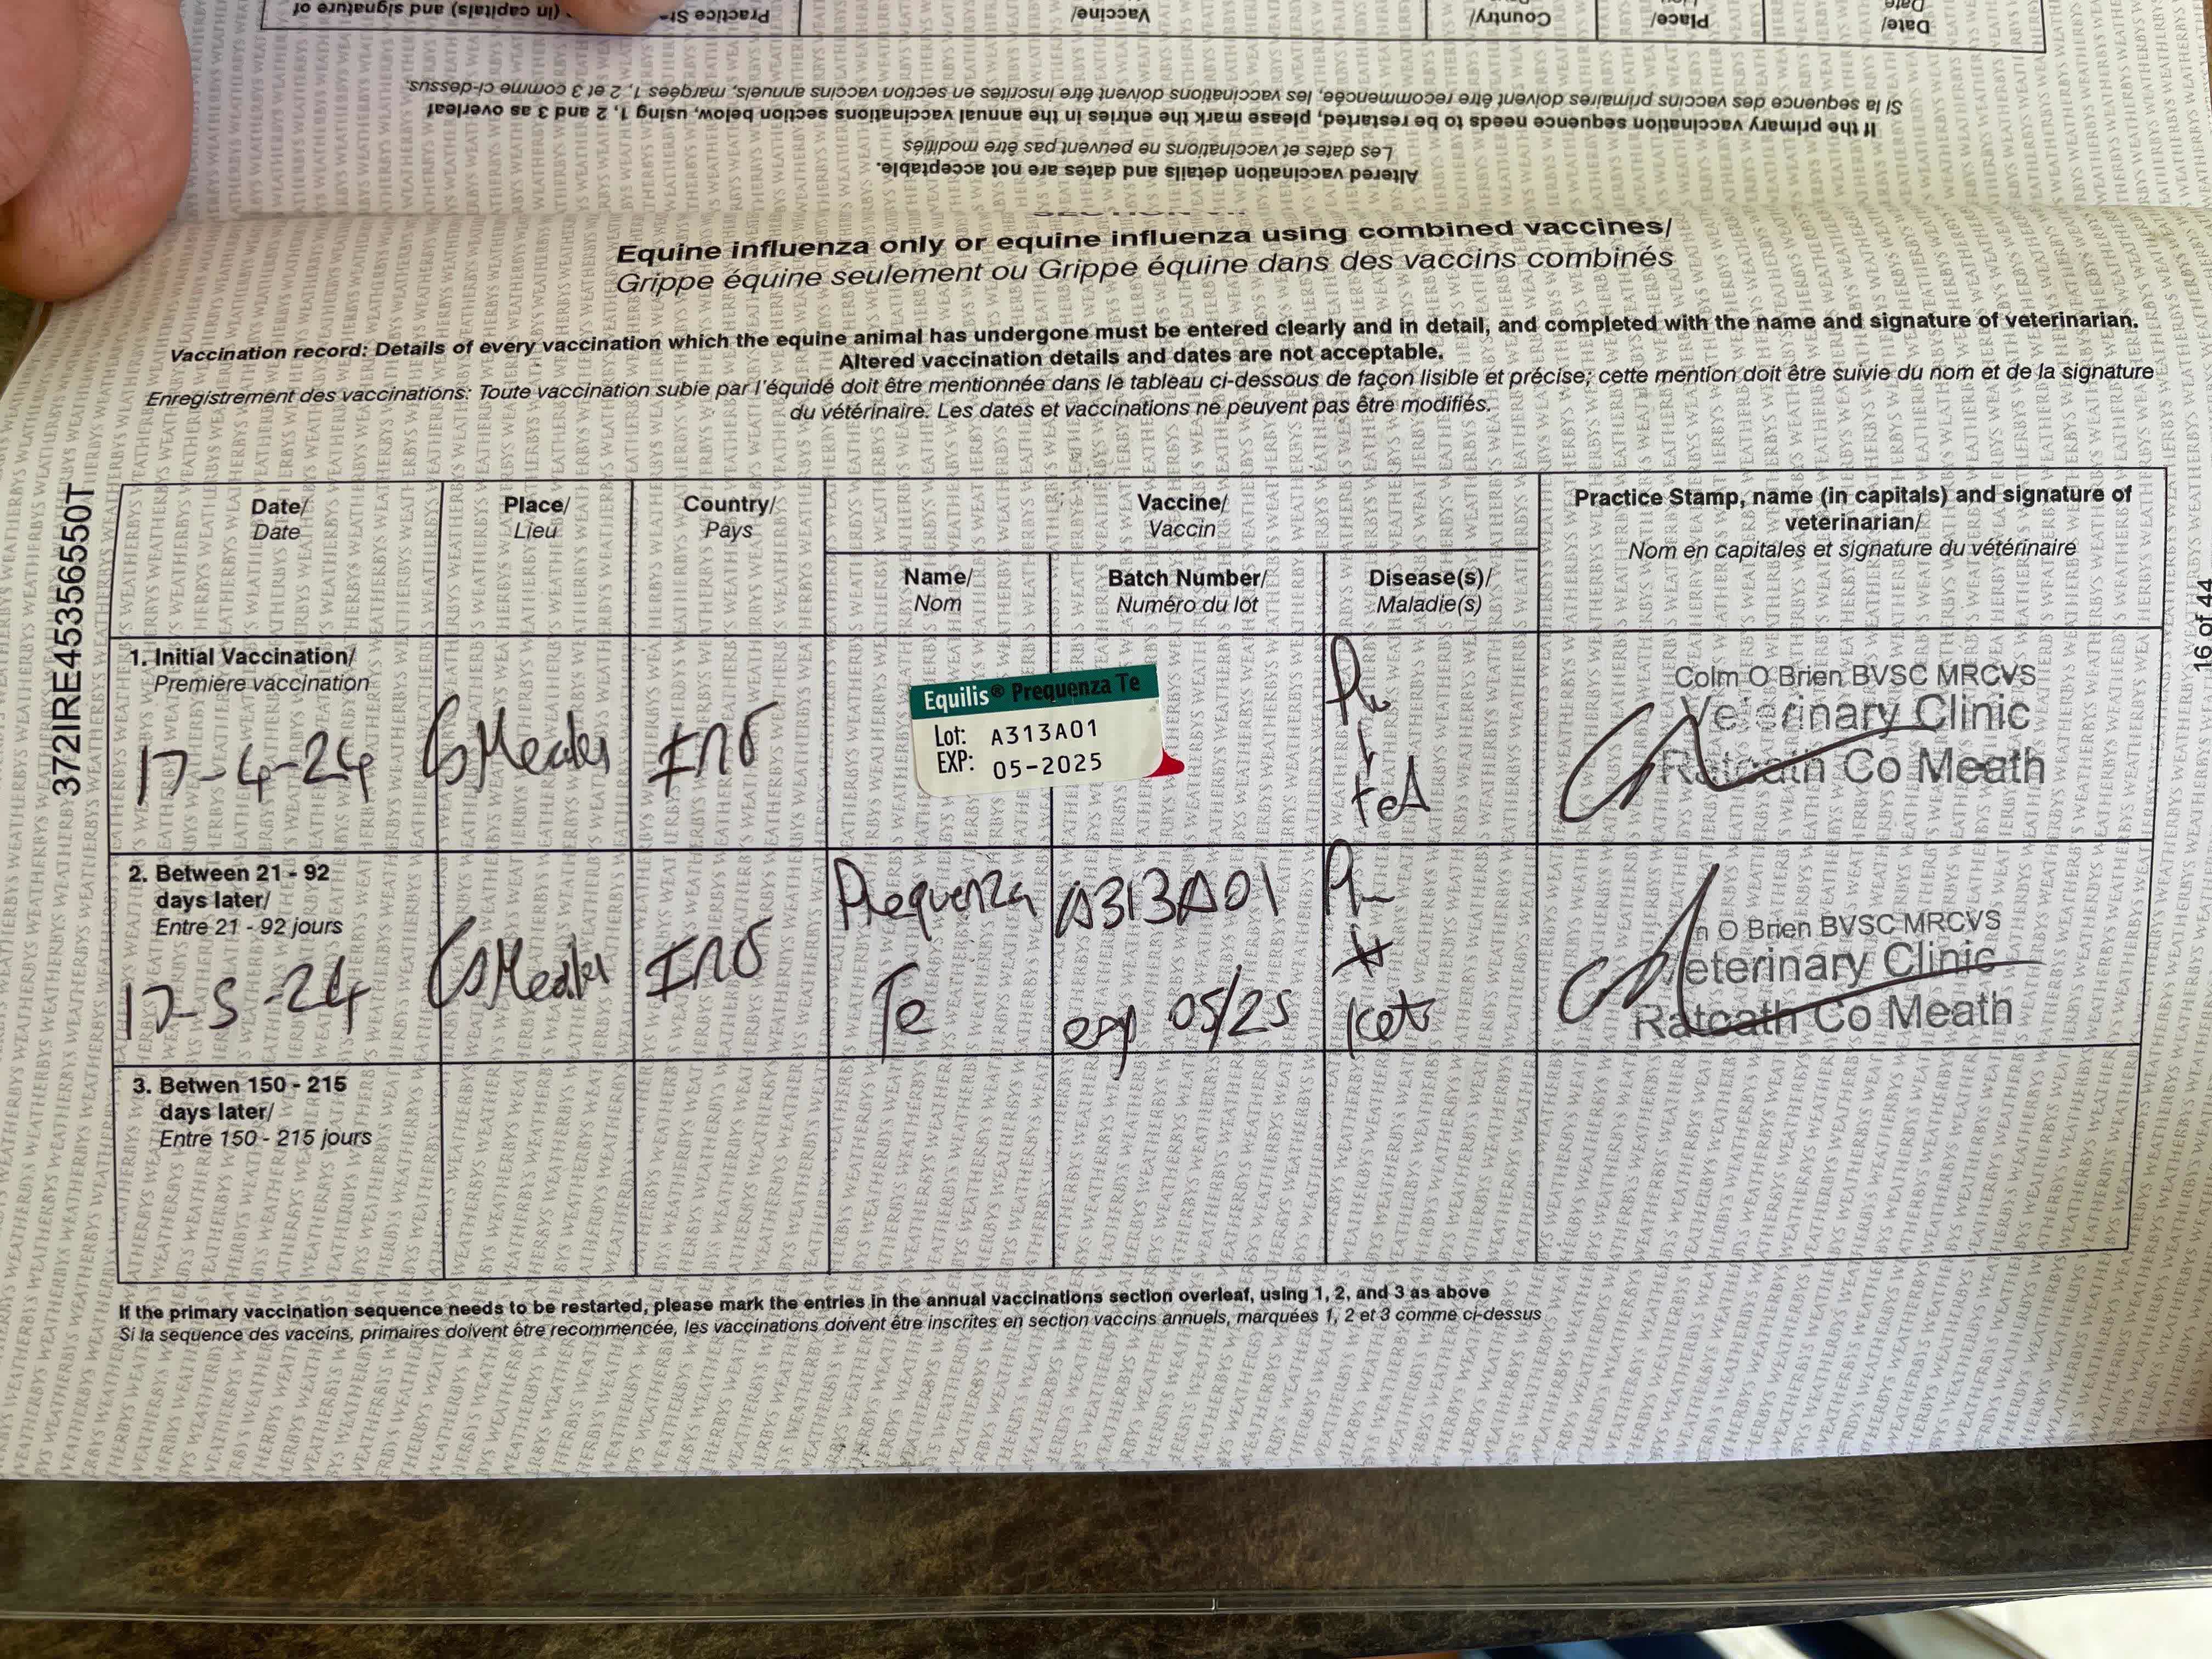 Practice St (in capitals) and signature of
Vaccine/
Country/
Place/
Date/
Date
Si la sequence des vaccins primaires doivent être recommencée, les vaccinations doivent être inscrites en section vaccins annuels, marquées 1, 2 et 3 comme ci-dessus.
If the primary vaccination sequence needs to be restarted, please mark the entries in the annual vaccinations section below, using 1, 2 and 3 as overleaf
Les dates et vaccinations ne peuvent pas être modifiés
Altered vaccination details and dates are not acceptable.
Equine influenza only or equine influenza using combined vaccines/
Grippe équine seulement ou Grippe équine dans des vaccins combinés
Vaccination record: Details of every vaccination which the equine animal has undergone must be entered clearly and in detail, and completed with the name and signature of veterinarian.
Altered vaccination details and dates are not acceptable.
Enregistrement des vaccinations: Toute vaccination subie par l'équidé doit être mentionnée dans le tableau ci-dessous de façon lisible et précise; cette mention doit être suivie du nom et de la signature
du vétérinaire. Les dates et vaccinations ne peuvent pas être modifiés.
372IRE45356550T
16 of 44
Date/
Date
Place/
Lieu
Country/
Pays
Vaccine/
Vaccin
Practice Stamp, name (in capitals) and signature of
veterinarian/
Nom en capitales et signature du vétérinaire
Name/
Nom
Batch Number/
Numéro du lot
Disease(s)/
Maladie(s)
1. Initial Vaccination/
Premiere vaccination
17-4-24
Equilis® Prequenza Te
Lot: A313A01
EXP: 05-2025
Colm O Brien BVSC MRCVS
Veterinary Clinic
Ratoath Co Meath
2. Between 21 - 92
days later/
Entre 21 - 92 jours
17-5-24
Prequenza
Te
A313A01
exp 05/25
n O Brien BVSC MRCVS
Veterinary Clinic
Ratoath Co Meath
3. Betwen 150 - 215
days later/
Entre 150 - 215 jours
If the primary vaccination sequence needs to be restarted, please mark the entries in the annual vaccinations section overleaf, using 1, 2, and 3 as above
Si la sequence des vaccins, primaires doivent être recommencée, les vaccinations doivent être inscrites en section vaccins annuels, marquées 1, 2 et 3 comme ci-dessus